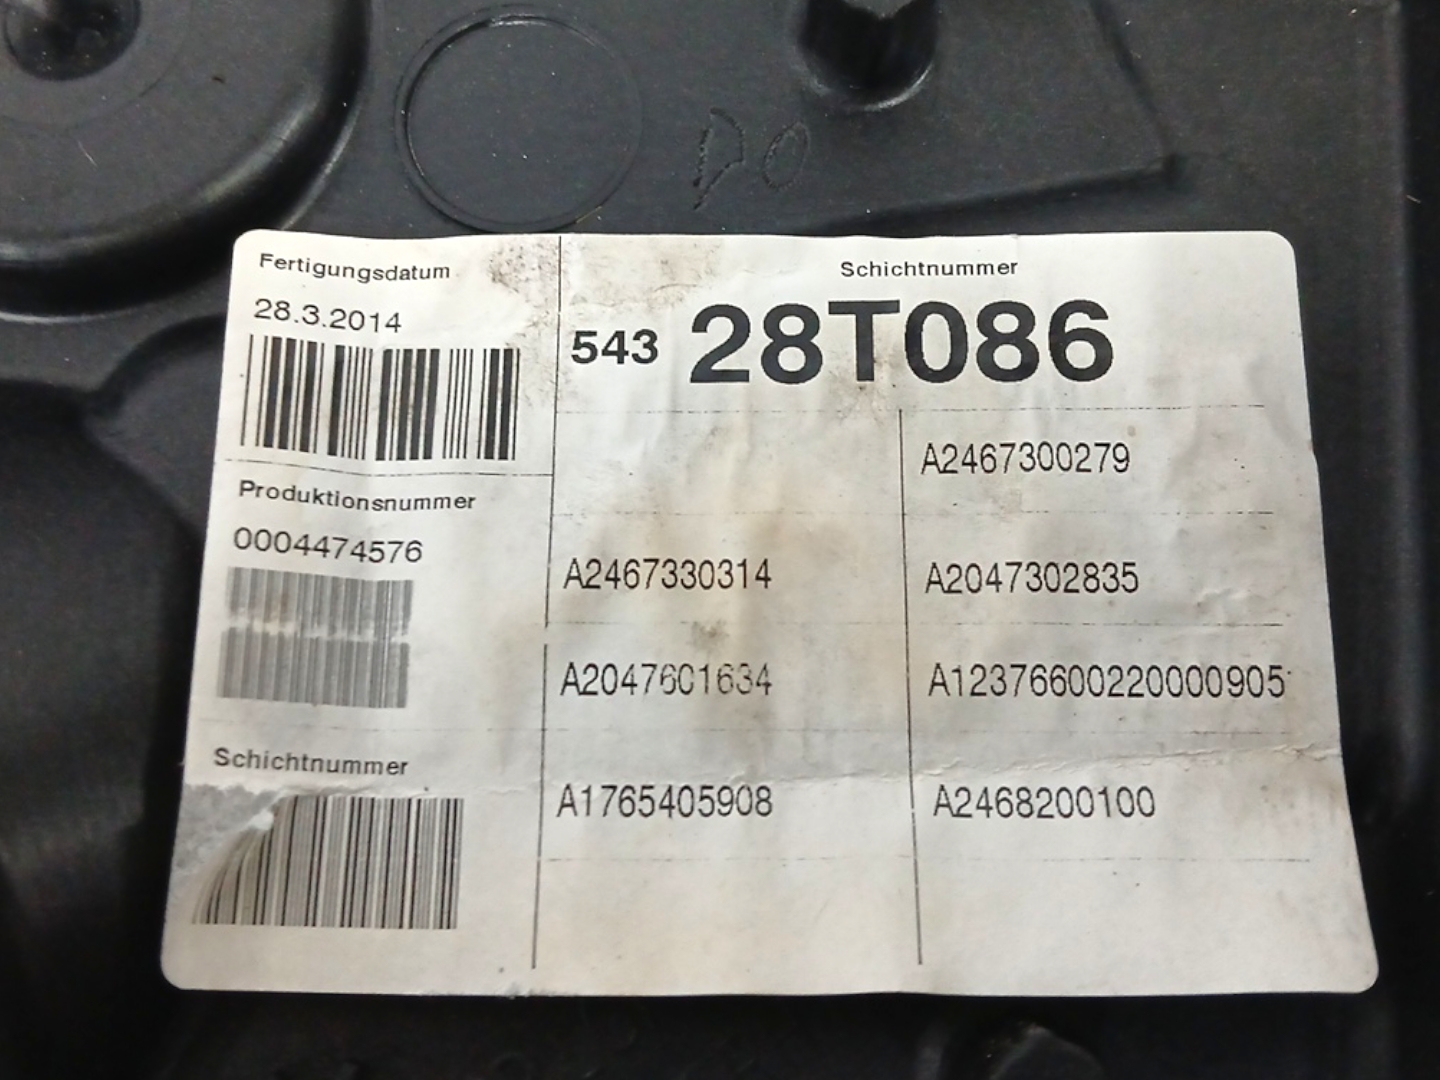 DO
Fertigungsdatum
28.3.2014
Produktionsnummer
0004474576
Schichtnummer
Schichtnummer
543 28T086
A2467300279
A2467330314 A2047302835
A2047601634 A12376600220000905
A1765405908 A2468200100